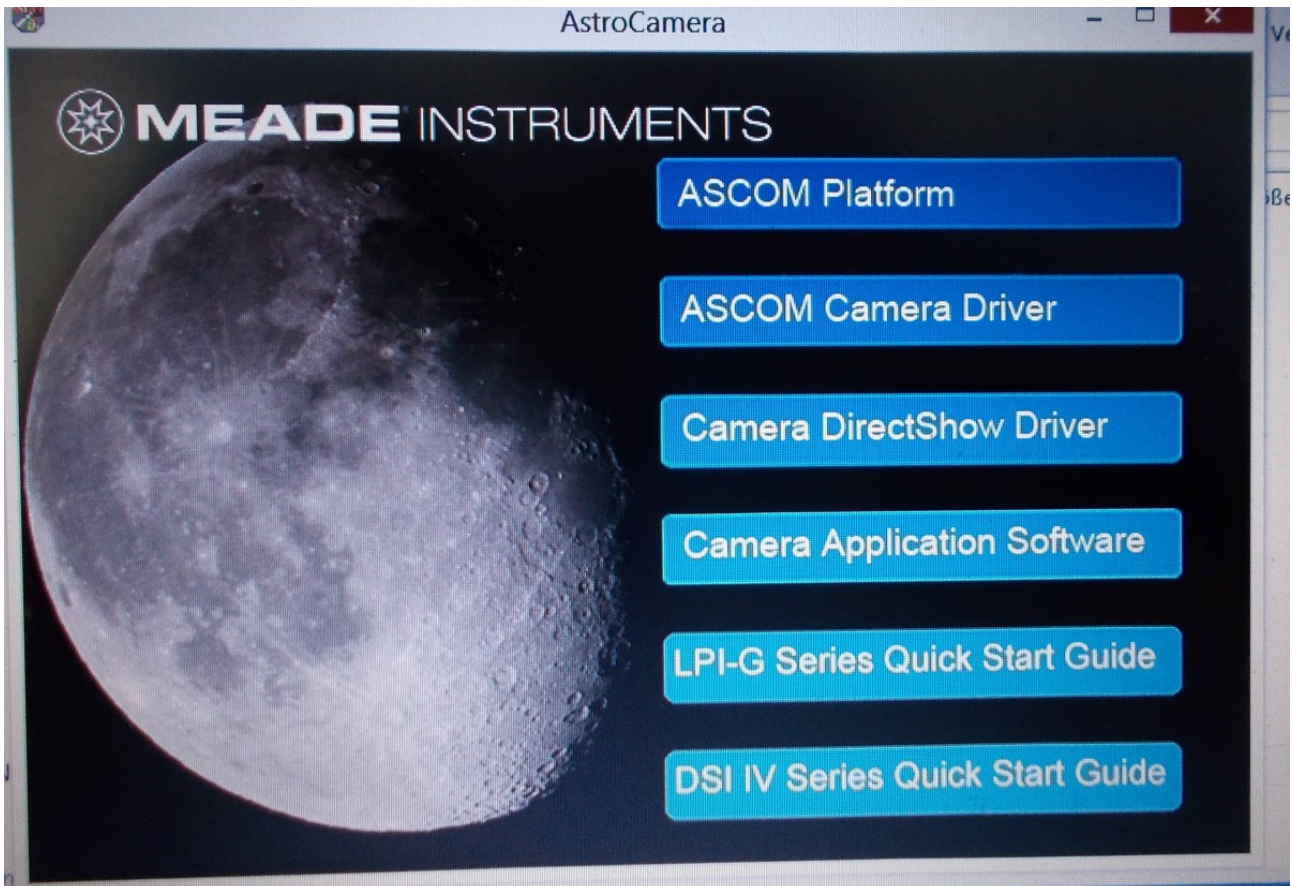 AstroCamera
MEADE INSTRUMENTS
ASCOM Platform
ASCOM Camera Driver
Camera DirectShow Driver
Camera Application Software
LPI-G Series Quick Start Guide
DSI IV Series Quick Start Guide